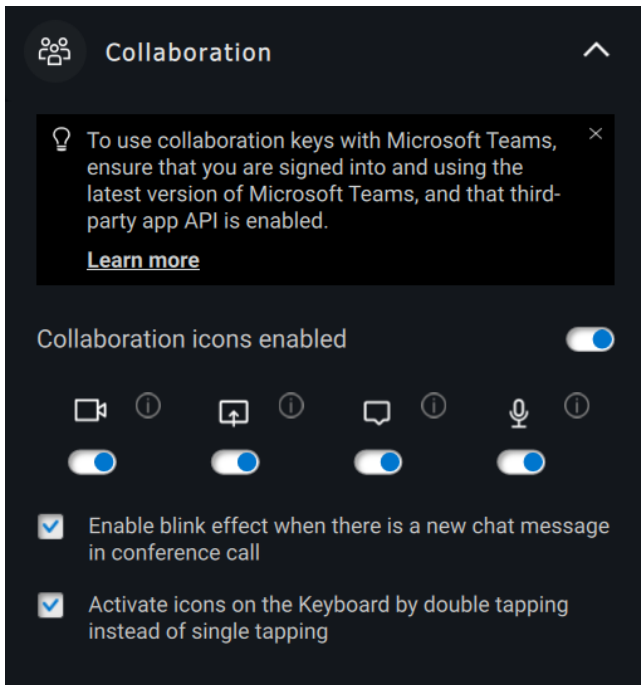 Collaboration
To use collaboration keys with Microsoft Teams,
ensure that you are signed into and using the
latest version of Microsoft Teams, and that third-
party app API is enabled.
Learn more
Collaboration icons enabled
Enable blink effect when there is a new chat message
in conference call
Activate icons on the Keyboard by double tapping
instead of single tapping